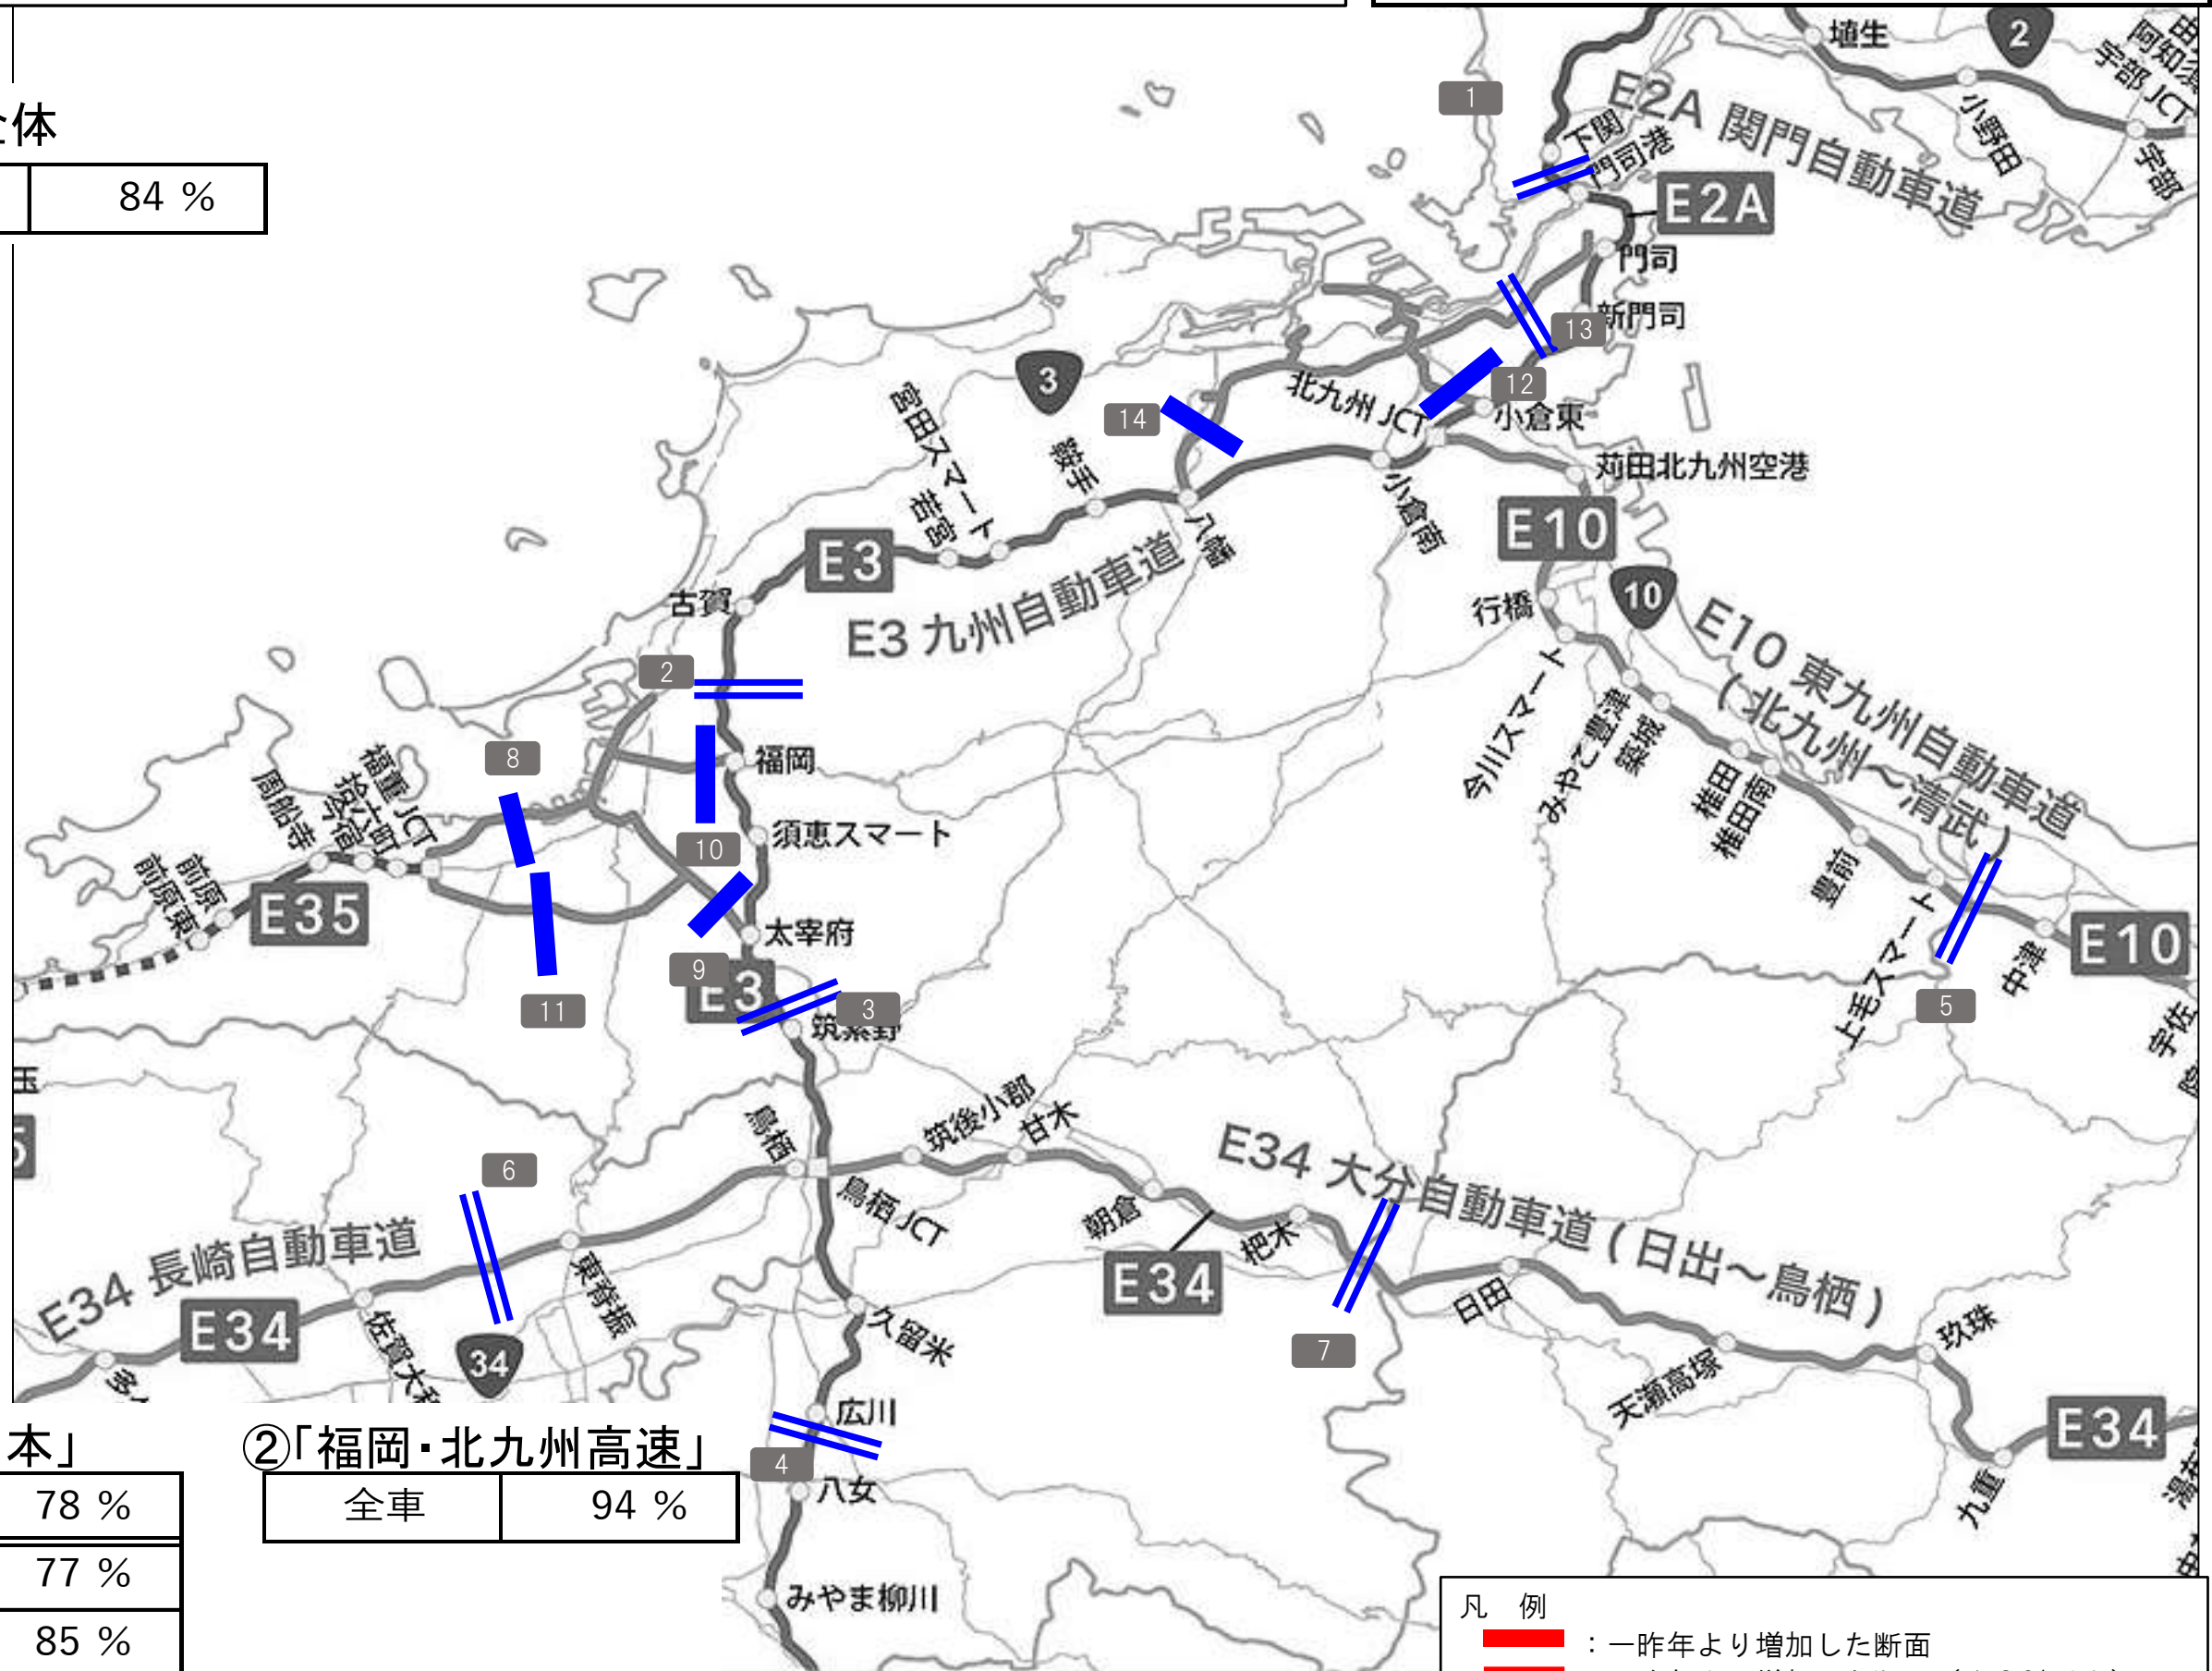 全体
84 %
1
埴生
2
阿知須
宇部 JCT
小野田
宇部
E2A 関門自動車道
下関
門司港
E2A
門司
新門司
13
12
小倉東
北九州 JCT
14
3
宮田スマート
若宮
鞍手
八幡
小倉南
苅田北九州空港
E10
10
行橋
今川スマート
みやこ豊津
築城
椎田
椎田南
豊前
上毛スマート
中津
宇佐
E10 東九州自動車道
( 北九州～清武 )
E10
5
E3
E3 九州自動車道
古賀
2
福岡
8
須恵スマート
10
福重 JCT
拾六町
今宿
周船寺
前原
前原東
E35
11
太宰府
9
E3
3
筑紫野
鳥栖
鳥栖 JCT
筑後小郡
甘木
朝倉
杷木
E34
E34 大分自動車道 ( 日出～鳥栖 )
7
日田
天瀬高塚
玖珠
九重
E34
6
E34 長崎自動車道
E34
東脊振
佐賀大和
34
久留米
広川
4
八女
みやま柳川
本」
78 %
77 %
85 %
②「福岡・北九州高速」
全車 94 %
凡 例
：一昨年より増加した断面